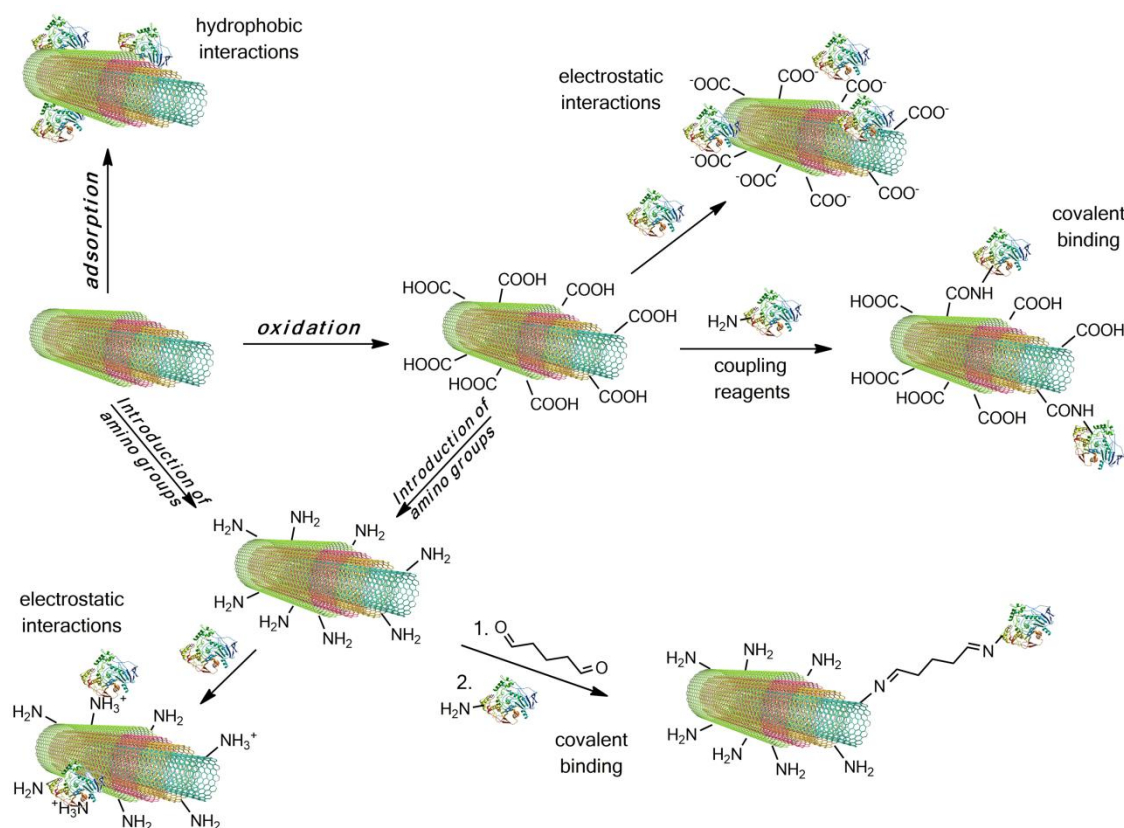 hydrophobic
interactions
adsorption
electrostatic
interactions
COO⁻
COO⁻
⁻OOC
COO⁻
⁻OOC
⁻OOC
COO⁻
COO⁻
oxidation
HOOC
COOH
COOH
COOH
HOOC
HOOC
COOH
COOH
H₂N
coupling
reagents
covalent
binding
CONH
HOOC
COOH
COOH
HOOC
HOOC
COOH
CONH
Introduction of
amino groups
Introduction of
amino groups
H₂N
NH₂
NH₂
NH₂
H₂N
H₂N
NH₂
NH₂
electrostatic
interactions
NH₃⁺
H₂N
NH₂
NH₃⁺
H₂N
⁺H₃N
NH₂
NH₂
1.
O
O
2.
H₂N
covalent
binding
H₂N
NH₂
NH₂
N
N
H₂N
H₂N
NH₂
NH₂